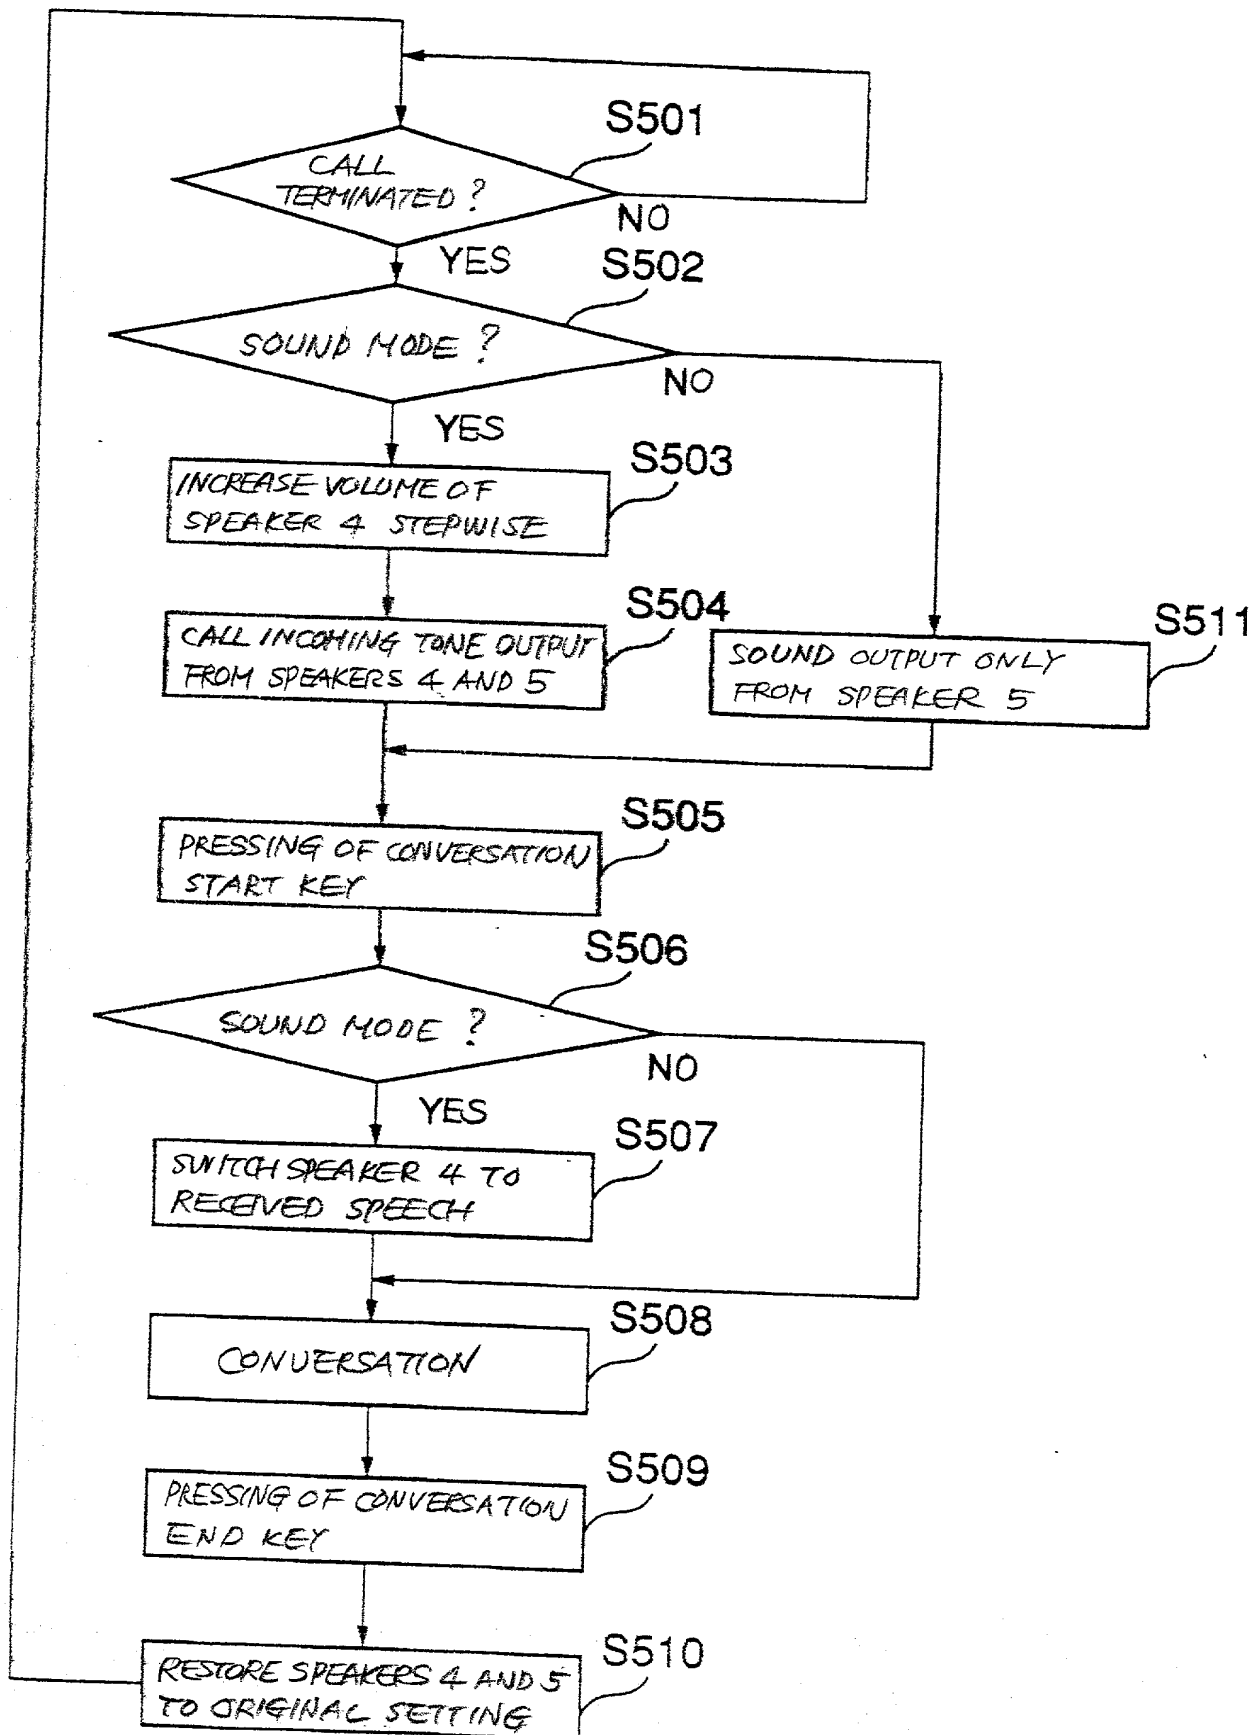 S501
CALL
TERMINATED?
NO
YES
S502
SOUND MODE?
NO
YES
S503
INCREASE VOLUME OF
SPEAKER 4 STEPWISE
S504
CALL INCOMING TONE OUTPUT
FROM SPEAKERS 4 AND 5
S511
SOUND OUTPUT ONLY
FROM SPEAKER 5
S505
PRESSING OF CONVERSATION
START KEY
S506
SOUND MODE?
NO
YES
S507
SWITCH SPEAKER 4 TO
RECEIVED SPEECH
S508
CONVERSATION
S509
PRESSING OF CONVERSATION
END KEY
S510
RESTORE SPEAKERS 4 AND 5
TO ORIGINAL SETTING